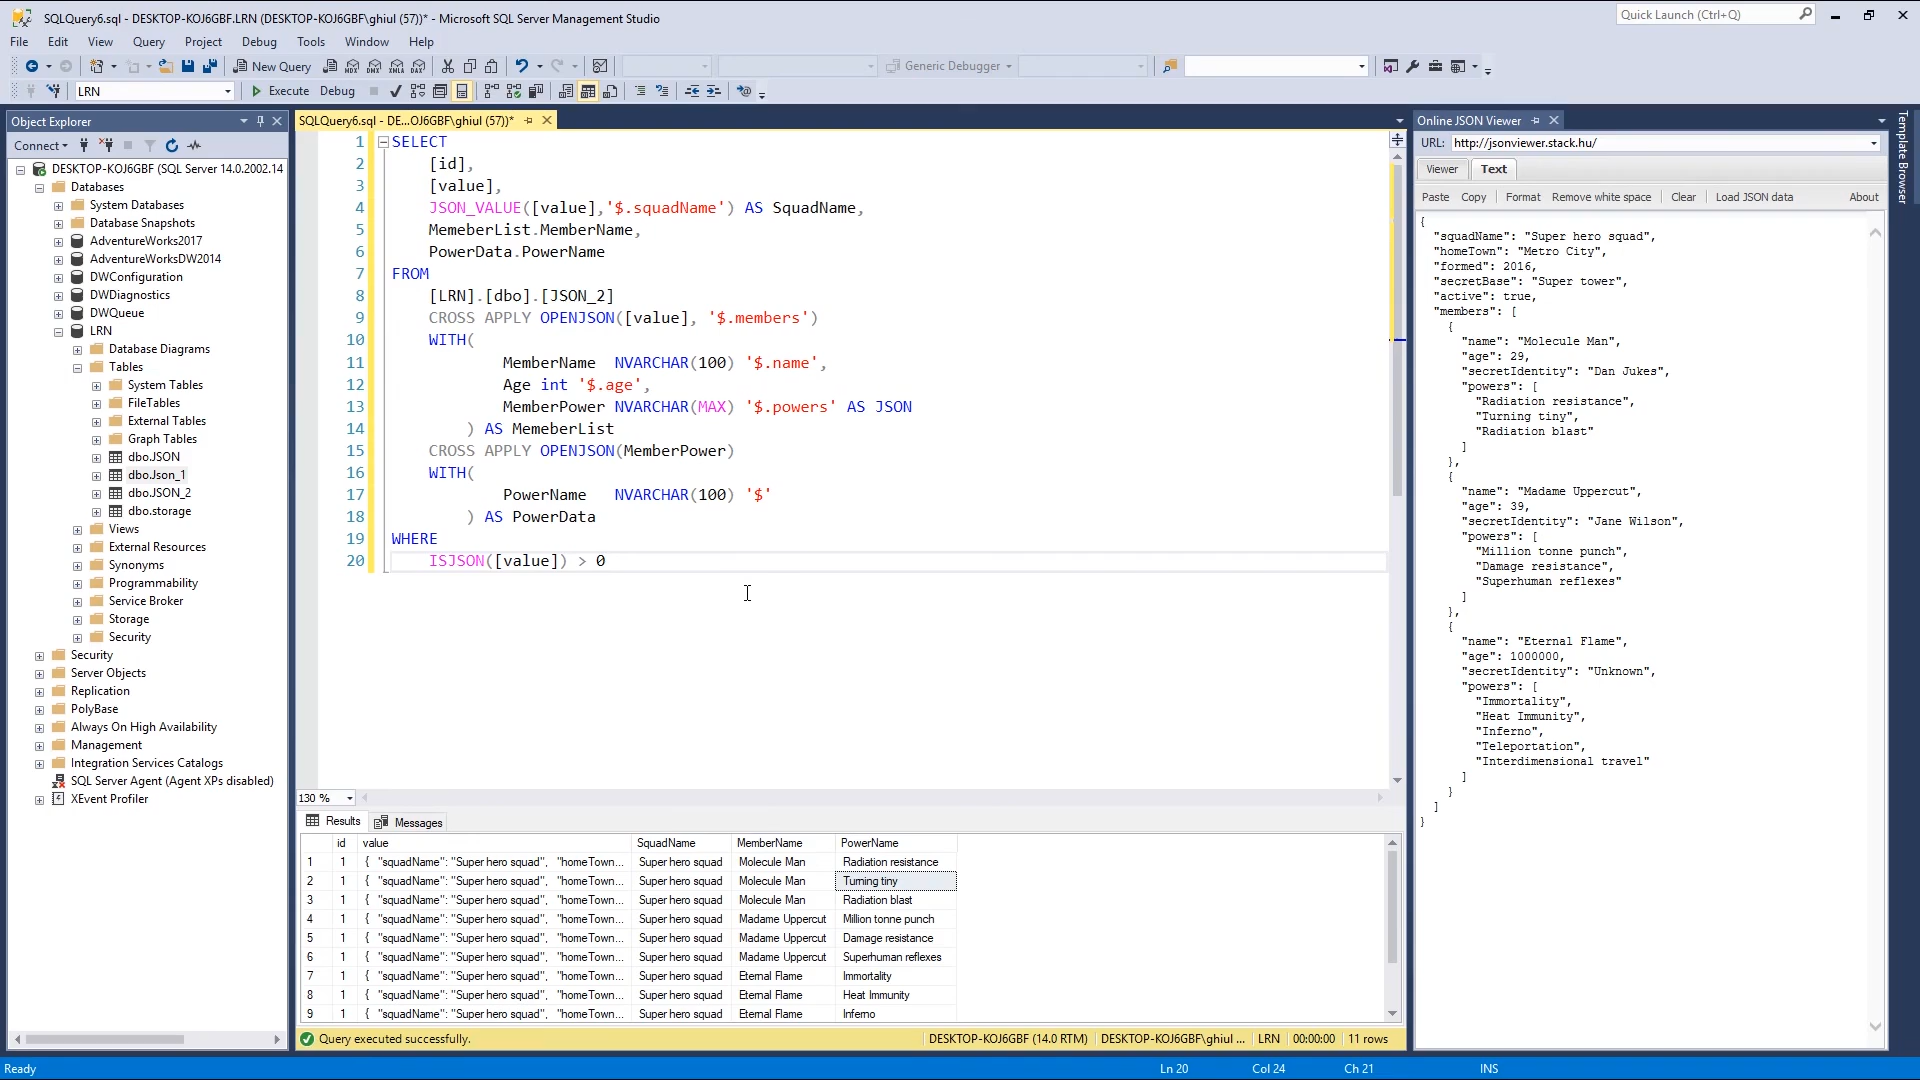 SQLQuery6.sql - DESKTOP-KOJ6GBF.LRN (DESKTOP-KOJ6GBF\ghiul (57))* - Microsoft SQL Server Management Studio
Quick Launch (Ctrl+Q)
File Edit View Query Project Debug Tools Window Help
New Query
Generic Debugger
LRN
Execute Debug
Object Explorer
Connect
DESKTOP-KOJ6GBF (SQL Server 14.0.2002.14
Databases
System Databases
Database Snapshots
AdventureWorks2017
AdventureWorksDW2014
DWConfiguration
DWDiagnostics
DWQueue
LRN
Database Diagrams
Tables
System Tables
FileTables
External Tables
Graph Tables
dbo.JSON
dbo.Json_1
dbo.JSON_2
dbo.storage
Views
External Resources
Synonyms
Programmability
Service Broker
Storage
Security
Security
Server Objects
Replication
PolyBase
Always On High Availability
Management
Integration Services Catalogs
SQL Server Agent (Agent XPs disabled)
XEvent Profiler
SQLQuery6.sql - DE...OJ6GBF\ghiul (57))*
1 SELECT
2 [id],
3 [value],
4 JSON_VALUE([value],'$.squadName') AS SquadName,
5 MemeberList.MemberName,
6 PowerData.PowerName
7 FROM
8 [LRN].[dbo].[JSON_2]
9 CROSS APPLY OPENJSON([value], '$.members')
10 WITH(
11 MemberName NVARCHAR(100) '$.name',
12 Age int '$.age',
13 MemberPower NVARCHAR(MAX) '$.powers' AS JSON
14 ) AS MemeberList
15 CROSS APPLY OPENJSON(MemberPower)
16 WITH(
17 PowerName NVARCHAR(100) '$'
18 ) AS PowerData
19 WHERE
20 ISJSON([value]) > 0
130 %
Results Messages
id value SquadName MemberName PowerName
1 1 { "squadName": "Super hero squad", "homeTown... Super hero squad Molecule Man Radiation resistance
2 1 { "squadName": "Super hero squad", "homeTown... Super hero squad Molecule Man Turning tiny
3 1 { "squadName": "Super hero squad", "homeTown... Super hero squad Molecule Man Radiation blast
4 1 { "squadName": "Super hero squad", "homeTown... Super hero squad Madame Uppercut Million tonne punch
5 1 { "squadName": "Super hero squad", "homeTown... Super hero squad Madame Uppercut Damage resistance
6 1 { "squadName": "Super hero squad", "homeTown... Super hero squad Madame Uppercut Superhuman reflexes
7 1 { "squadName": "Super hero squad", "homeTown... Super hero squad Eternal Flame Immortality
8 1 { "squadName": "Super hero squad", "homeTown... Super hero squad Eternal Flame Heat Immunity
9 1 { "squadName": "Super hero squad", "homeTown... Super hero squad Eternal Flame Inferno
Query executed successfully. DESKTOP-KOJ6GBF (14.0 RTM) DESKTOP-KOJ6GBF\ghiul ... LRN 00:00:00 11 rows
Online JSON Viewer
URL: http://jsonviewer.stack.hu/
Viewer Text
Paste Copy Format Remove white space Clear Load JSON data About
{
"squadName": "Super hero squad",
"homeTown": "Metro City",
"formed": 2016,
"secretBase": "Super tower",
"active": true,
"members": [
{
"name": "Molecule Man",
"age": 29,
"secretIdentity": "Dan Jukes",
"powers": [
"Radiation resistance",
"Turning tiny",
"Radiation blast"
]
},
{
"name": "Madame Uppercut",
"age": 39,
"secretIdentity": "Jane Wilson",
"powers": [
"Million tonne punch",
"Damage resistance",
"Superhuman reflexes"
]
},
{
"name": "Eternal Flame",
"age": 1000000,
"secretIdentity": "Unknown",
"powers": [
"Immortality",
"Heat Immunity",
"Inferno",
"Teleportation",
"Interdimensional travel"
]
}
]
}
Template Browser
Ready Ln 20 Col 24 Ch 21 INS